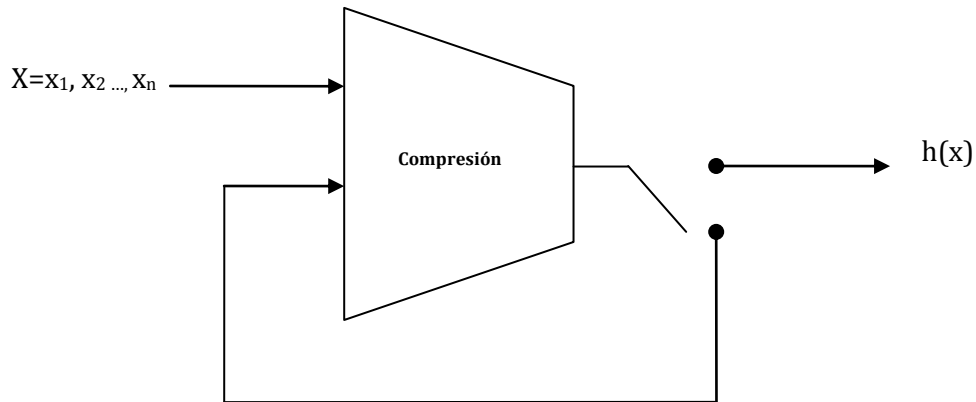 X=x₁, x₂ ..., xₙ
Compresión
h(x)